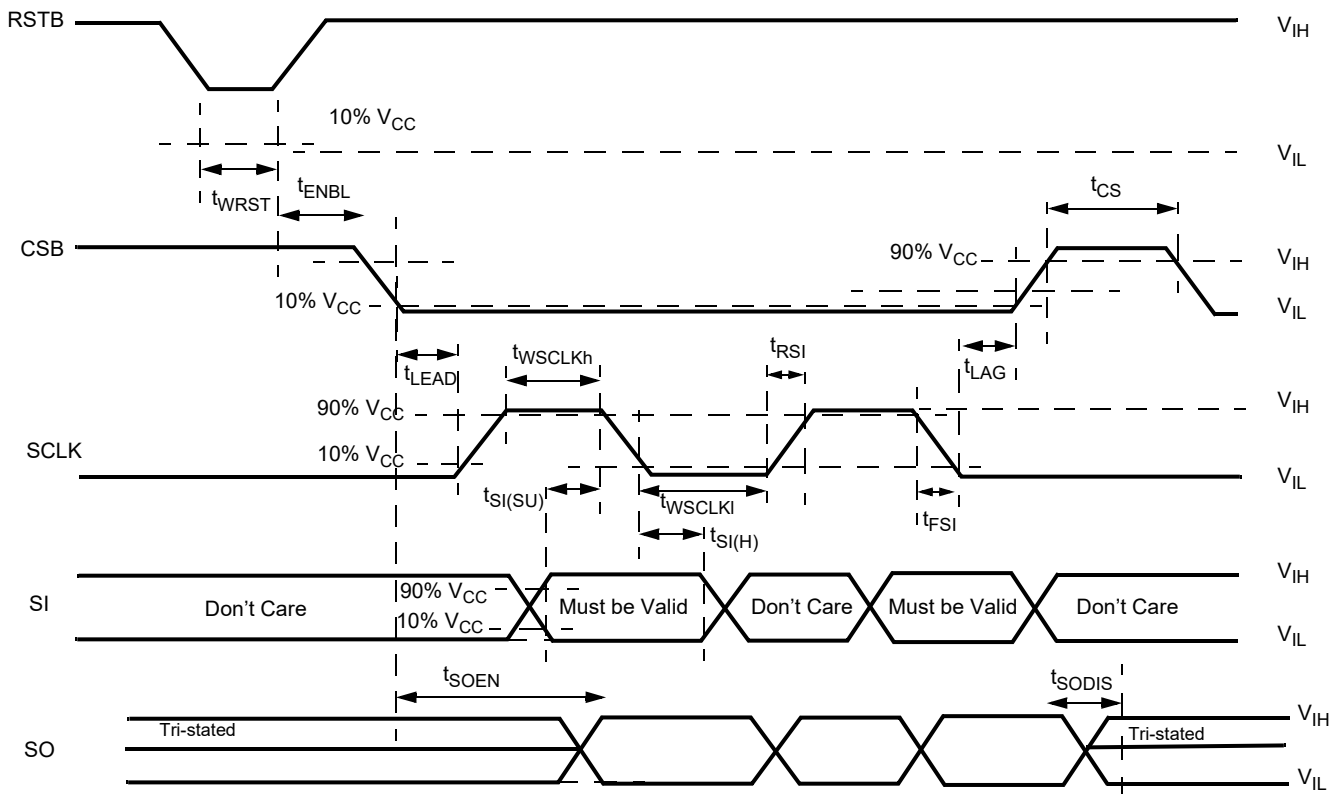 RSTB
V_IH
10% V_CC
V_IL
t_WRST
t_ENBL
t_CS
CSB
90% V_CC
V_IH
10% V_CC
V_IL
t_LEAD
t_WSCLKh
t_RSI
t_LAG
90% V_CC
V_IH
SCLK
10% V_CC
V_IL
t_SI(SU)
t_WSCLKl
t_FSI
t_SI(H)
SI
Don't Care
90% V_CC
10% V_CC
Must be Valid
Don't Care
Must be Valid
Don't Care
V_IH
V_IL
t_SOEN
t_SODIS
SO
Tri-stated
Tri-stated
V_IH
V_IL